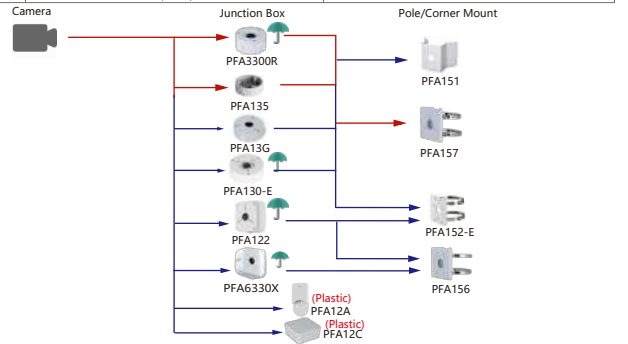 Camera
Junction Box
Pole/Corner Mount
PFA3300R
PFA151
PFA135
PFA13G
PFA157
PFA130-E
PFA122
PFA152-E
PFA6330X
PFA156
(Plastic)
PFA12A
(Plastic)
PFA12C